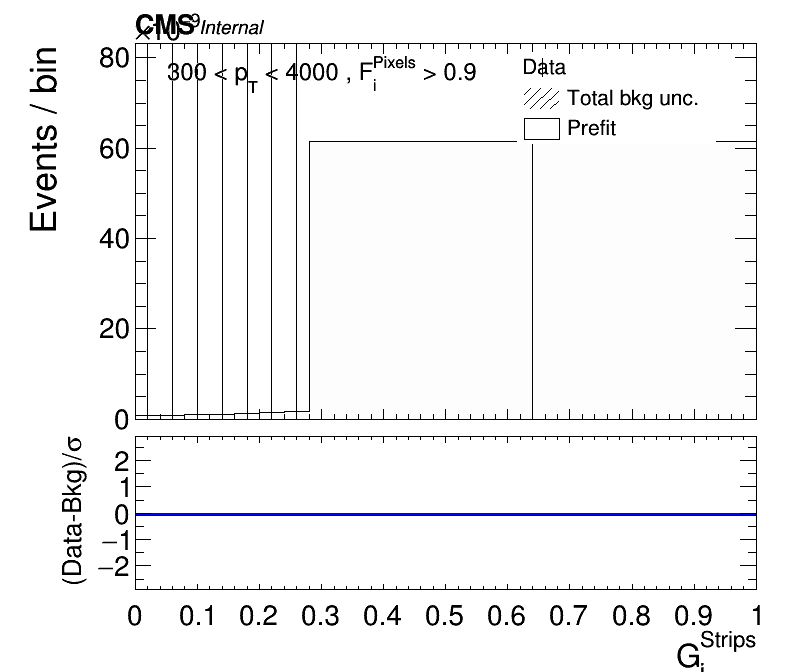 CMS Internal
×10⁹
300 < p_T < 4000 , F_i^Pixels > 0.9
Data
Total bkg unc.
Prefit
Events / bin
80
60
40
20
0
(Data-Bkg)/σ
2
1
0
−1
−2
0 0.1 0.2 0.3 0.4 0.5 0.6 0.7 0.8 0.9 1
G_i^Strips